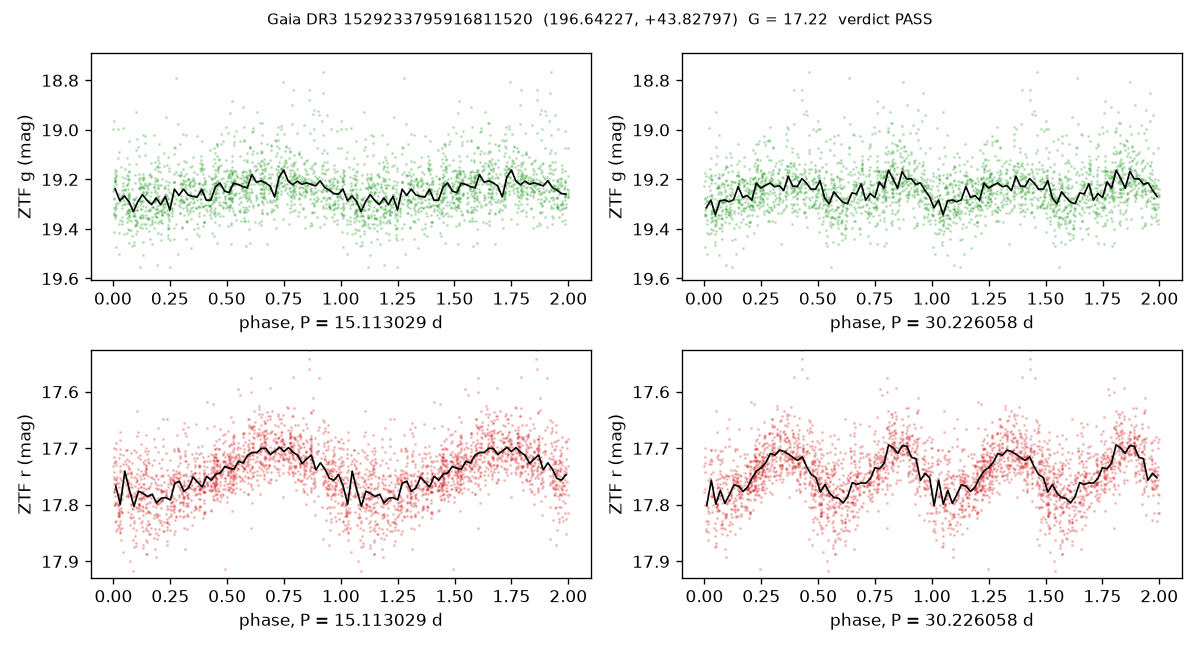 Gaia DR3 1529233795916811520 (196.64227, +43.82797) G = 17.22 verdict PASS
ZTF g (mag)
18.8
19.0
19.2
19.4
19.6
0.00 0.25 0.50 0.75 1.00 1.25 1.50 1.75 2.00
phase, P = 15.113029 d
ZTF g (mag)
18.8
19.0
19.2
19.4
19.6
0.00 0.25 0.50 0.75 1.00 1.25 1.50 1.75 2.00
phase, P = 30.226058 d
ZTF r (mag)
17.6
17.7
17.8
17.9
0.00 0.25 0.50 0.75 1.00 1.25 1.50 1.75 2.00
phase, P = 15.113029 d
ZTF r (mag)
17.6
17.7
17.8
17.9
0.00 0.25 0.50 0.75 1.00 1.25 1.50 1.75 2.00
phase, P = 30.226058 d